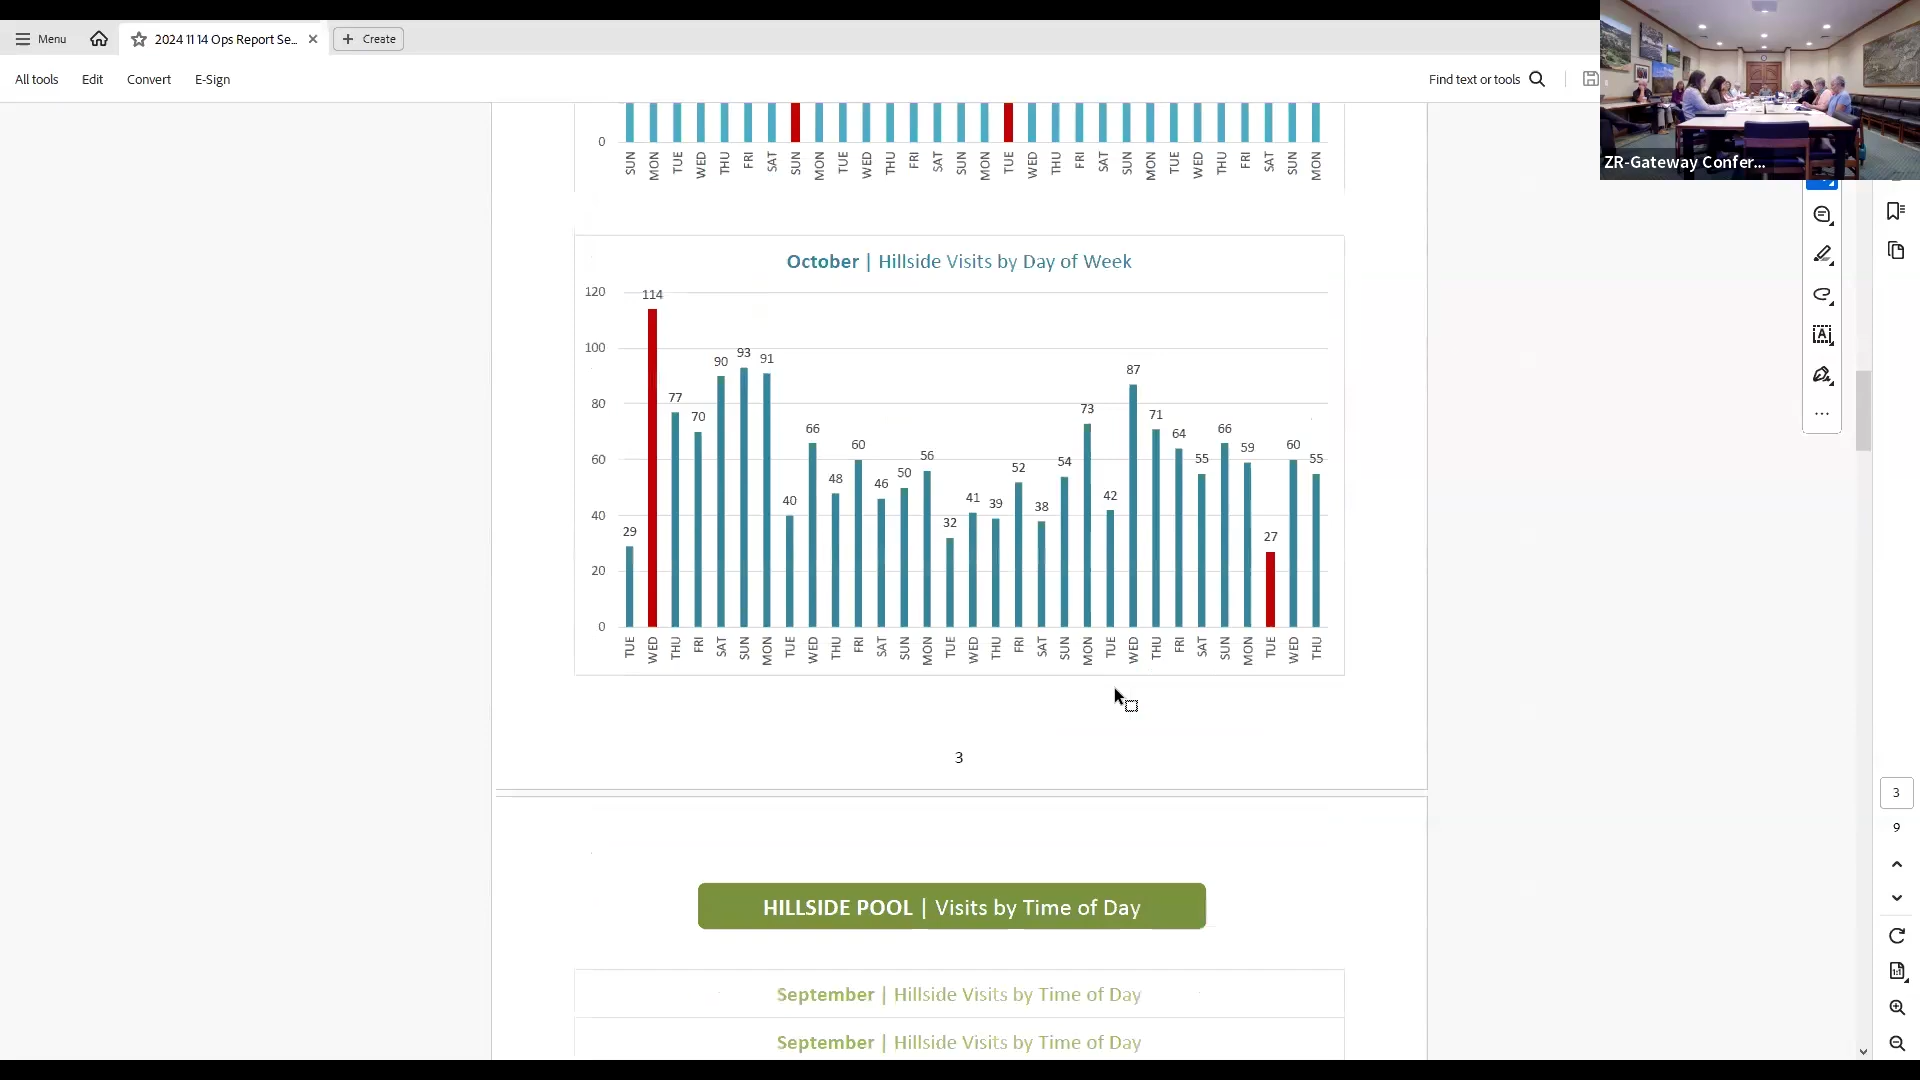 Menu
2024 11 14 Ops Report Se...
Create
All tools
Edit
Convert
E-Sign
Find text or tools
ZR-Gateway Confer...
0
SUN MON TUE WED THU FRI SAT SUN MON TUE WED THU FRI SAT SUN MON TUE WED THU FRI SAT SUN MON TUE WED THU FRI SAT SUN MON
October | Hillside Visits by Day of Week
120
100
80
60
40
20
0
29 114 77 70 90 93 91 40 66 48 60 46 50 56 32 41 39 52 38 54 73 42 87 71 64 55 66 59 27 60 55
TUE WED THU FRI SAT SUN MON TUE WED THU FRI SAT SUN MON TUE WED THU FRI SAT SUN MON TUE WED THU FRI SAT SUN MON TUE WED THU
3
HILLSIDE POOL | Visits by Time of Day
September | Hillside Visits by Time of Day
September | Hillside Visits by Time of Day
3
9